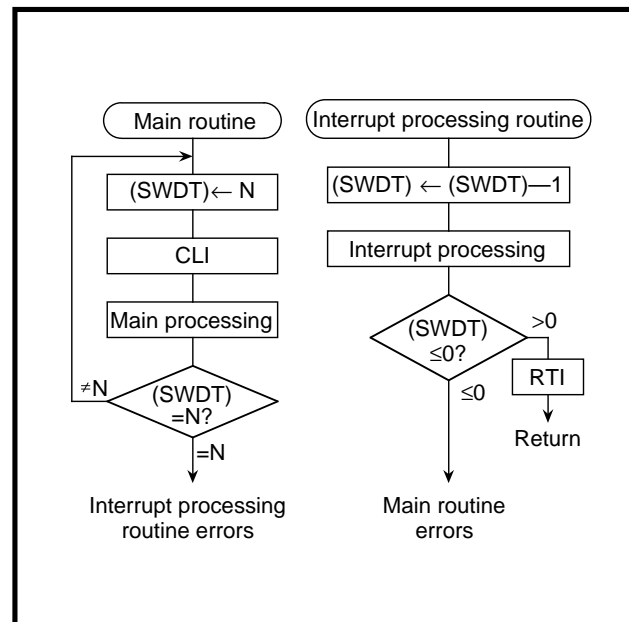 Main routine
(SWDT)← N
CLI
Main processing
≠N
(SWDT)
=N?
=N
Interrupt processing
routine errors
Interrupt processing routine
(SWDT) ← (SWDT)—1
Interrupt processing
(SWDT)
≤0?
>0
≤0
RTI
Return
Main routine
errors